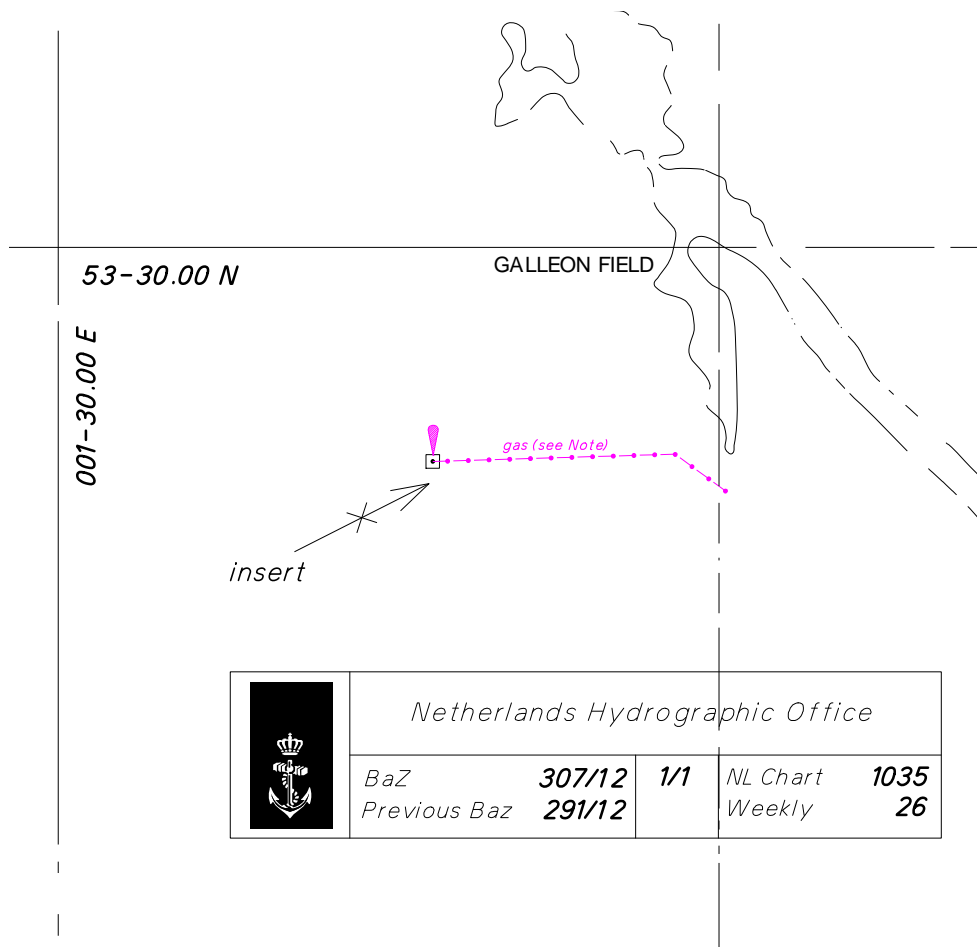 53-30.00 N
GALLEON FIELD
001-30.00 E
gas (see Note)
insert
Netherlands Hydrographic Office
BaZ 307/12 1/1 NL Chart 1035
Previous Baz 291/12 Weekly 26